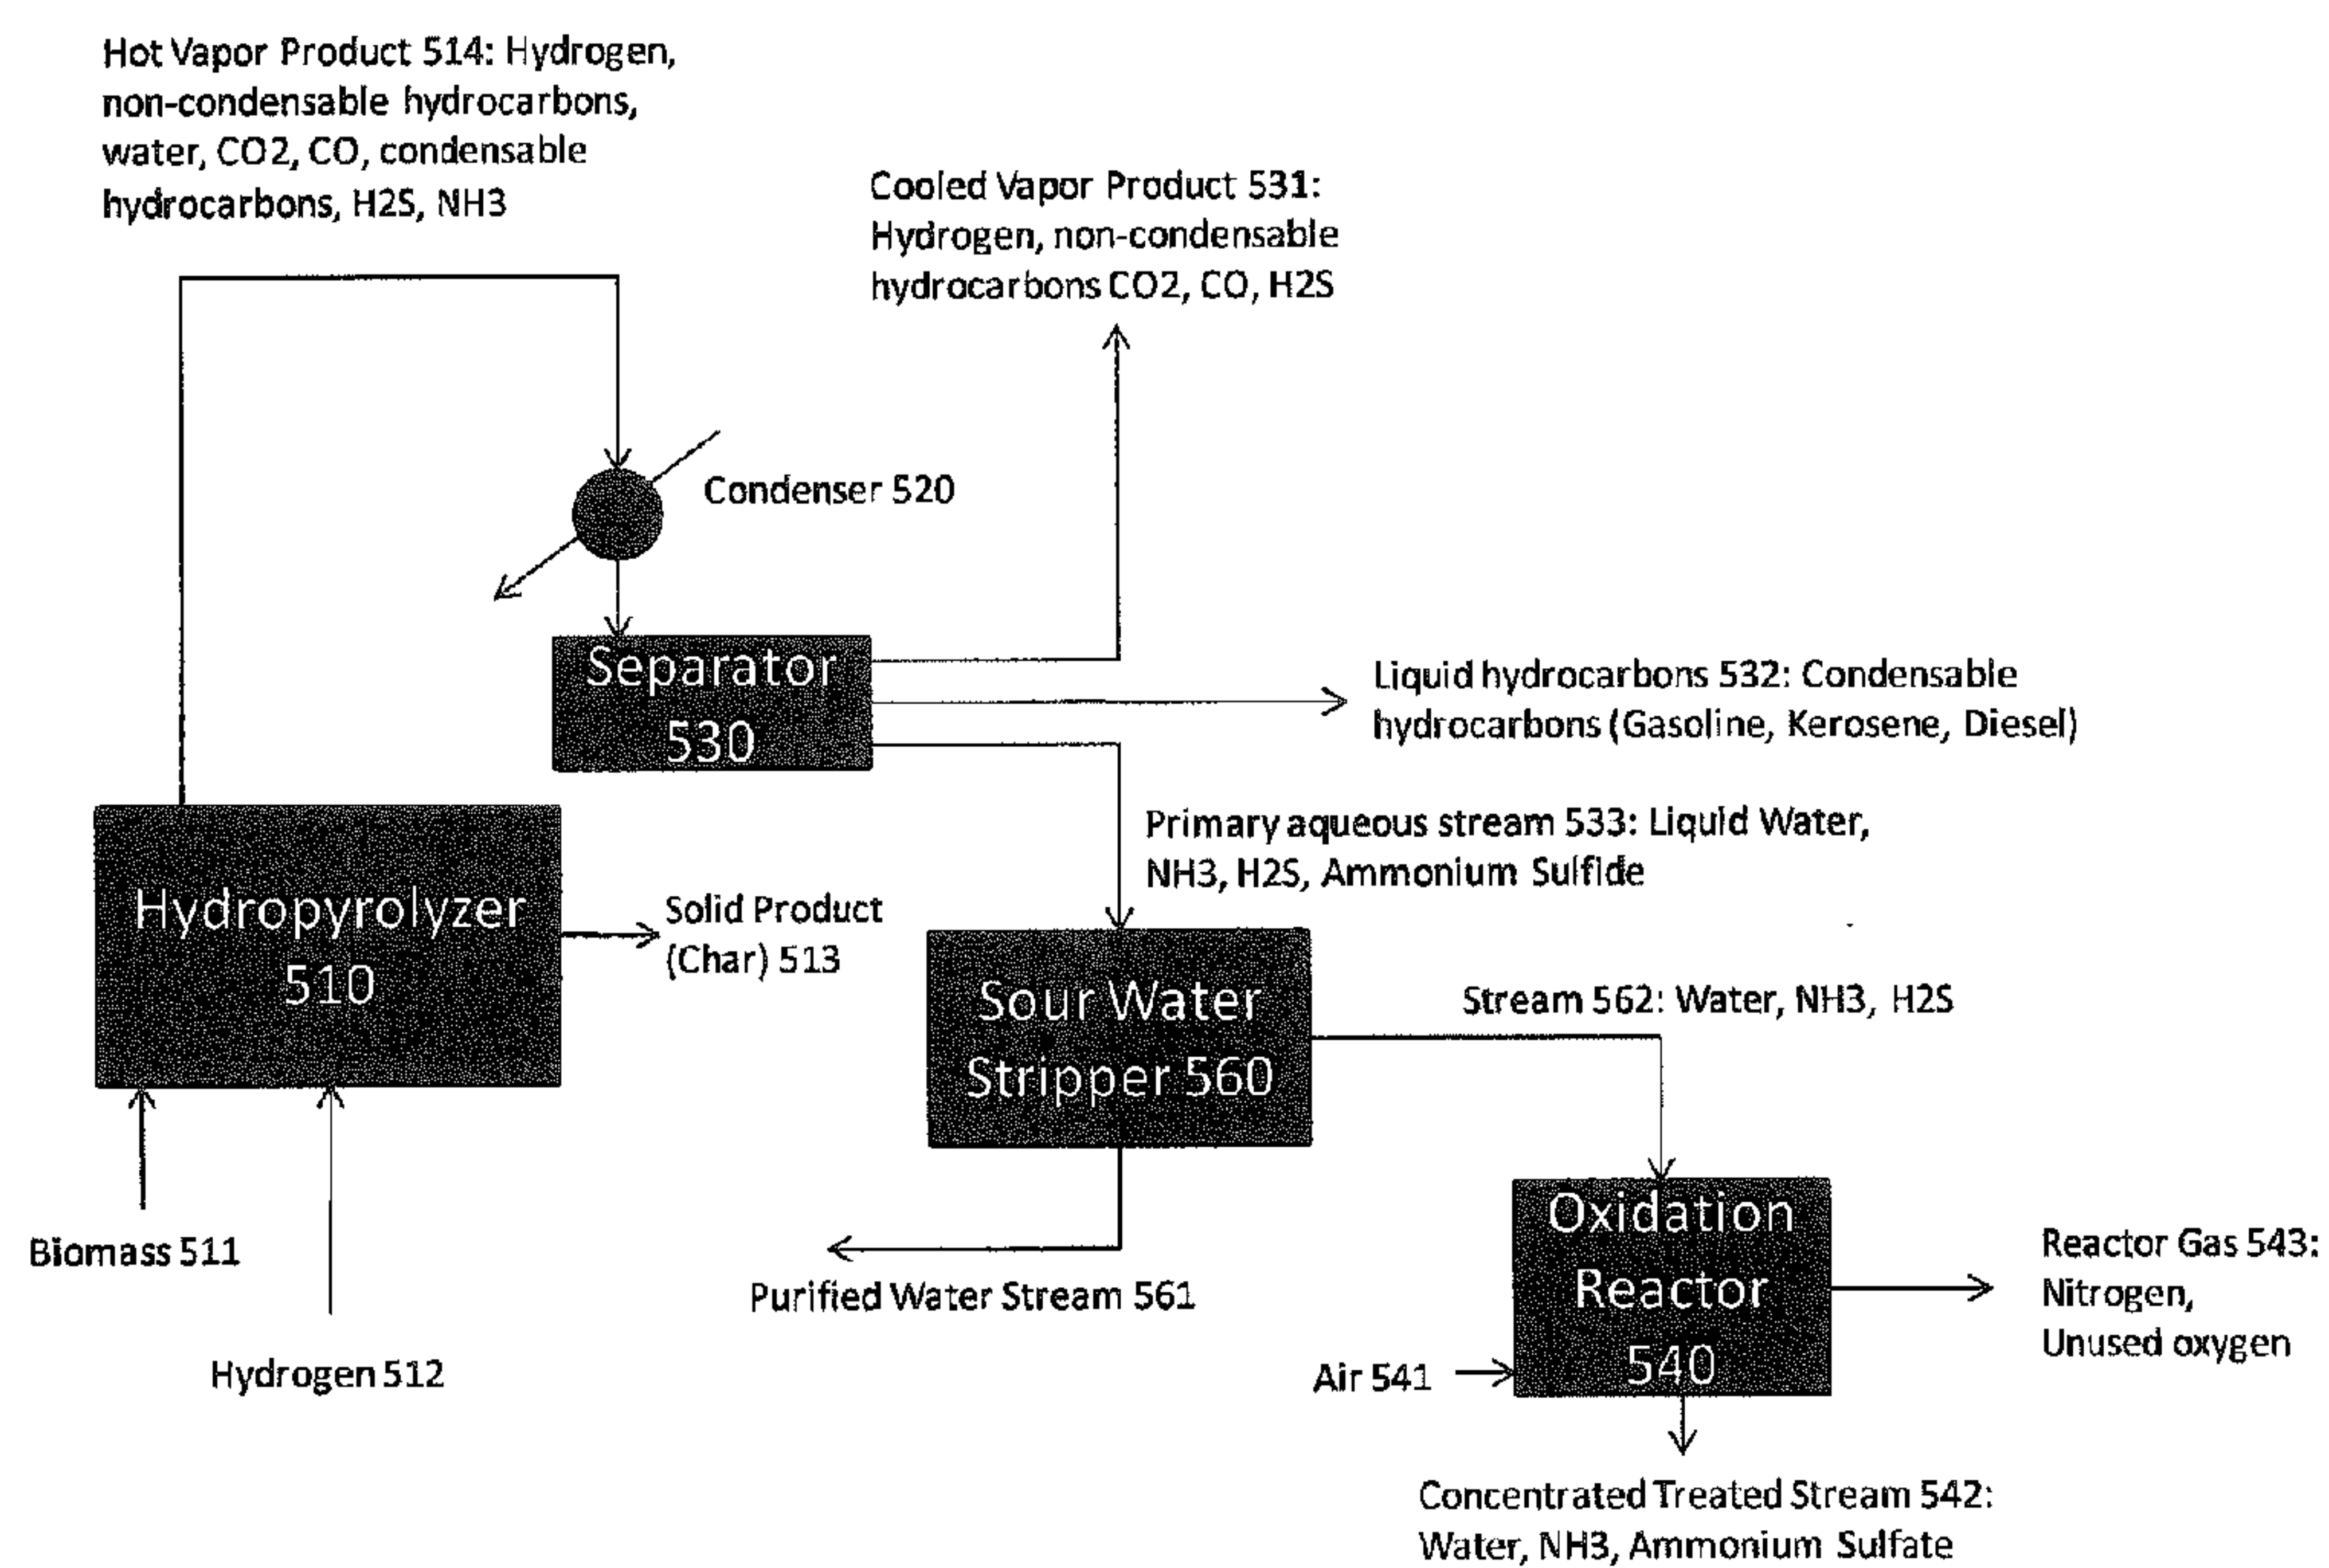 Hot Vapor Product 514: Hydrogen,
non-condensable hydrocarbons,
water, CO2, CO, condensable
hydrocarbons, H2S, NH3
Cooled Vapor Product 531:
Hydrogen, non-condensable
hydrocarbons CO2, CO, H2S
Condenser 520
Separator
530
Liquid hydrocarbons 532: Condensable
hydrocarbons (Gasoline, Kerosene, Diesel)
Primary aqueous stream 533: Liquid Water,
NH3, H2S, Ammonium Sulfide
Hydropyrolyzer
510
Solid Product
(Char) 513
Sour Water
Stripper 560
Stream 562: Water, NH3, H2S
Biomass 511
Hydrogen 512
Purified Water Stream 561
Oxidation
Reactor
540
Air 541
Reactor Gas 543:
Nitrogen,
Unused oxygen
Concentrated Treated Stream 542:
Water, NH3, Ammonium Sulfate